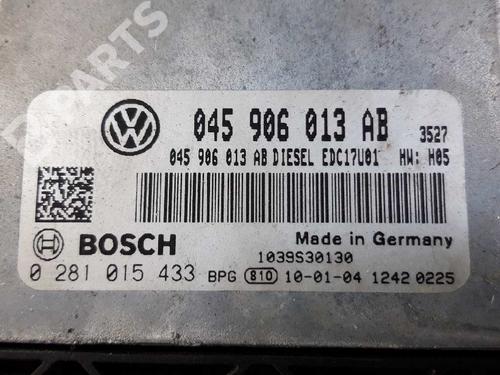 B-PARTS
045 906 013 AB 3527
045 906 013 AB DIESEL EDC17U01 HW: H05
BOSCH Made in Germany
1039S30130
0 281 015 433 BPG 810 10-01-04 1242 0225